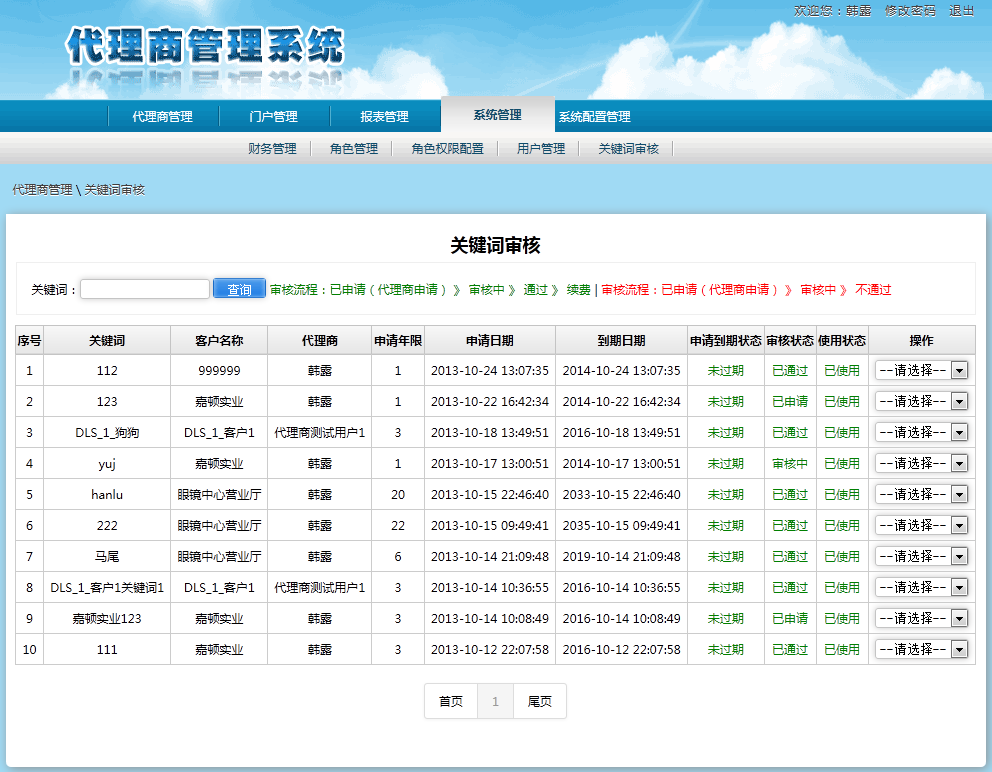 欢迎您：韩露 修改密码 退出
代理商管理系统
代理商管理 门户管理 报表管理 系统管理 系统配置管理
财务管理 角色管理 角色权限配置 用户管理 关键词审核
代理商管理 \ 关键词审核
关键词审核
关键词： 查询 审核流程：已申请（代理商申请）》 审核中 》 通过 》 续费 | 审核流程：已申请（代理商申请）》 审核中 》 不通过
序号 关键词 客户名称 代理商 申请年限 申请日期 到期日期 申请到期状态 审核状态 使用状态 操作
1 112 999999 韩露 1 2013-10-24 13:07:35 2014-10-24 13:07:35 未过期 已通过 已使用 --请选择--
2 123 嘉顿实业 韩露 1 2013-10-22 16:42:34 2014-10-22 16:42:34 未过期 已申请 已使用 --请选择--
3 DLS_1_狗狗 DLS_1_客户1 代理商测试用户1 3 2013-10-18 13:49:51 2016-10-18 13:49:51 未过期 已通过 已使用 --请选择--
4 yuj 嘉顿实业 韩露 1 2013-10-17 13:00:51 2014-10-17 13:00:51 未过期 审核中 已使用 --请选择--
5 hanlu 眼镜中心营业厅 韩露 20 2013-10-15 22:46:40 2033-10-15 22:46:40 未过期 已通过 已使用 --请选择--
6 222 眼镜中心营业厅 韩露 22 2013-10-15 09:49:41 2035-10-15 09:49:41 未过期 已通过 已使用 --请选择--
7 马尾 眼镜中心营业厅 韩露 6 2013-10-14 21:09:48 2019-10-14 21:09:48 未过期 已通过 已使用 --请选择--
8 DLS_1_客户1关键词1 DLS_1_客户1 代理商测试用户1 3 2013-10-14 10:36:55 2016-10-14 10:36:55 未过期 已通过 已使用 --请选择--
9 嘉顿实业123 嘉顿实业 韩露 3 2013-10-14 10:08:49 2016-10-14 10:08:49 未过期 已申请 已使用 --请选择--
10 111 嘉顿实业 韩露 3 2013-10-12 22:07:58 2016-10-12 22:07:58 未过期 已通过 已使用 --请选择--
首页 1 尾页